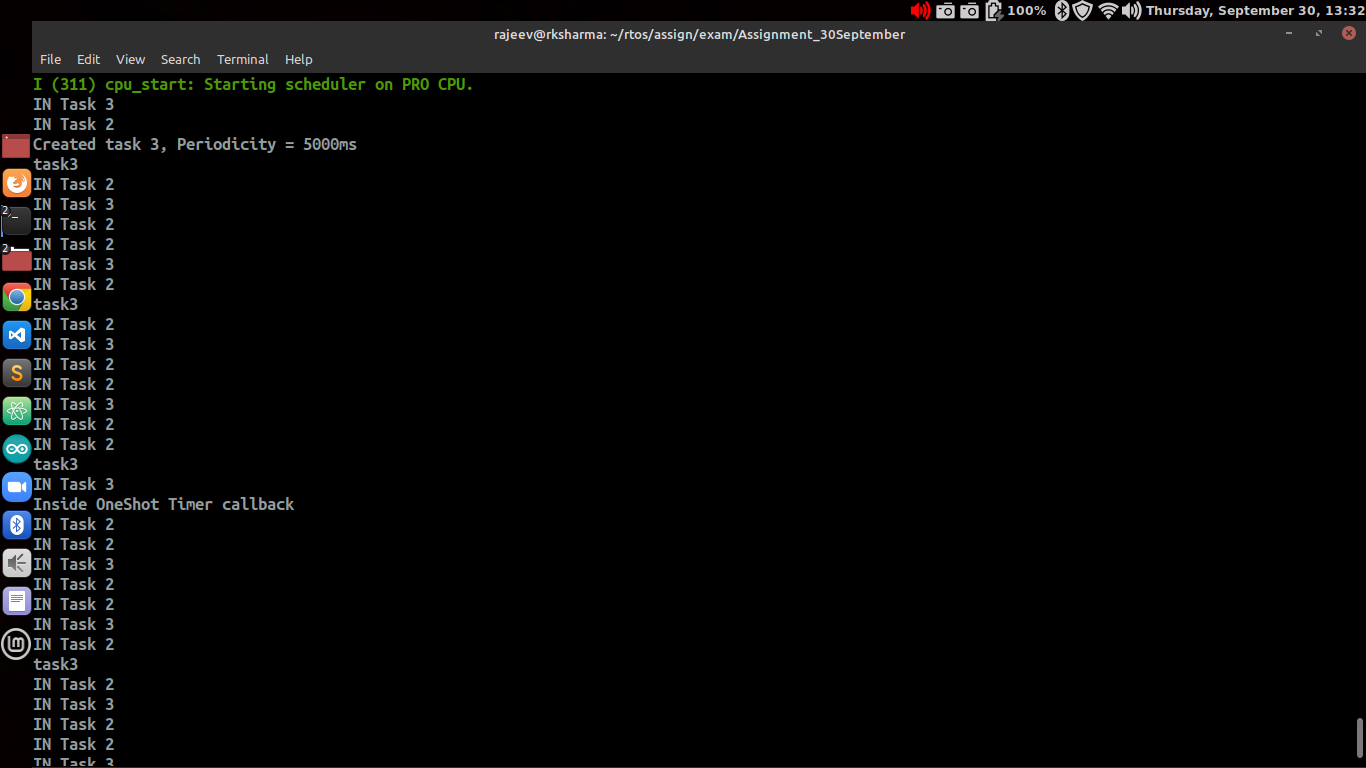 100% Thursday, September 30, 13:32
rajeev@rksharma: ~/rtos/assign/exam/Assignment_30September
File Edit View Search Terminal Help
I (311) cpu_start: Starting scheduler on PRO CPU.
IN Task 3
IN Task 2
Created task 3, Periodicity = 5000ms
task3
IN Task 2
IN Task 3
IN Task 2
IN Task 2
IN Task 3
IN Task 2
task3
IN Task 2
IN Task 3
IN Task 2
IN Task 2
IN Task 3
IN Task 2
IN Task 2
task3
IN Task 3
Inside OneShot Timer callback
IN Task 2
IN Task 2
IN Task 3
IN Task 2
IN Task 2
IN Task 3
IN Task 2
task3
IN Task 2
IN Task 3
IN Task 2
IN Task 2
IN Task 3
2
2
S